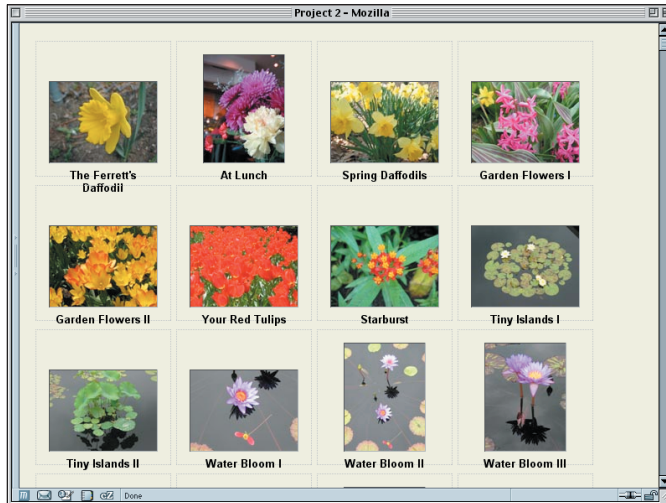 Project 2 - Mozilla
The Ferrett's
Daffodil
At Lunch
Spring Daffodils
Garden Flowers I
Garden Flowers II
Your Red Tulips
Starburst
Tiny Islands I
Tiny Islands II
Water Bloom I
Water Bloom II
Water Bloom III
Done